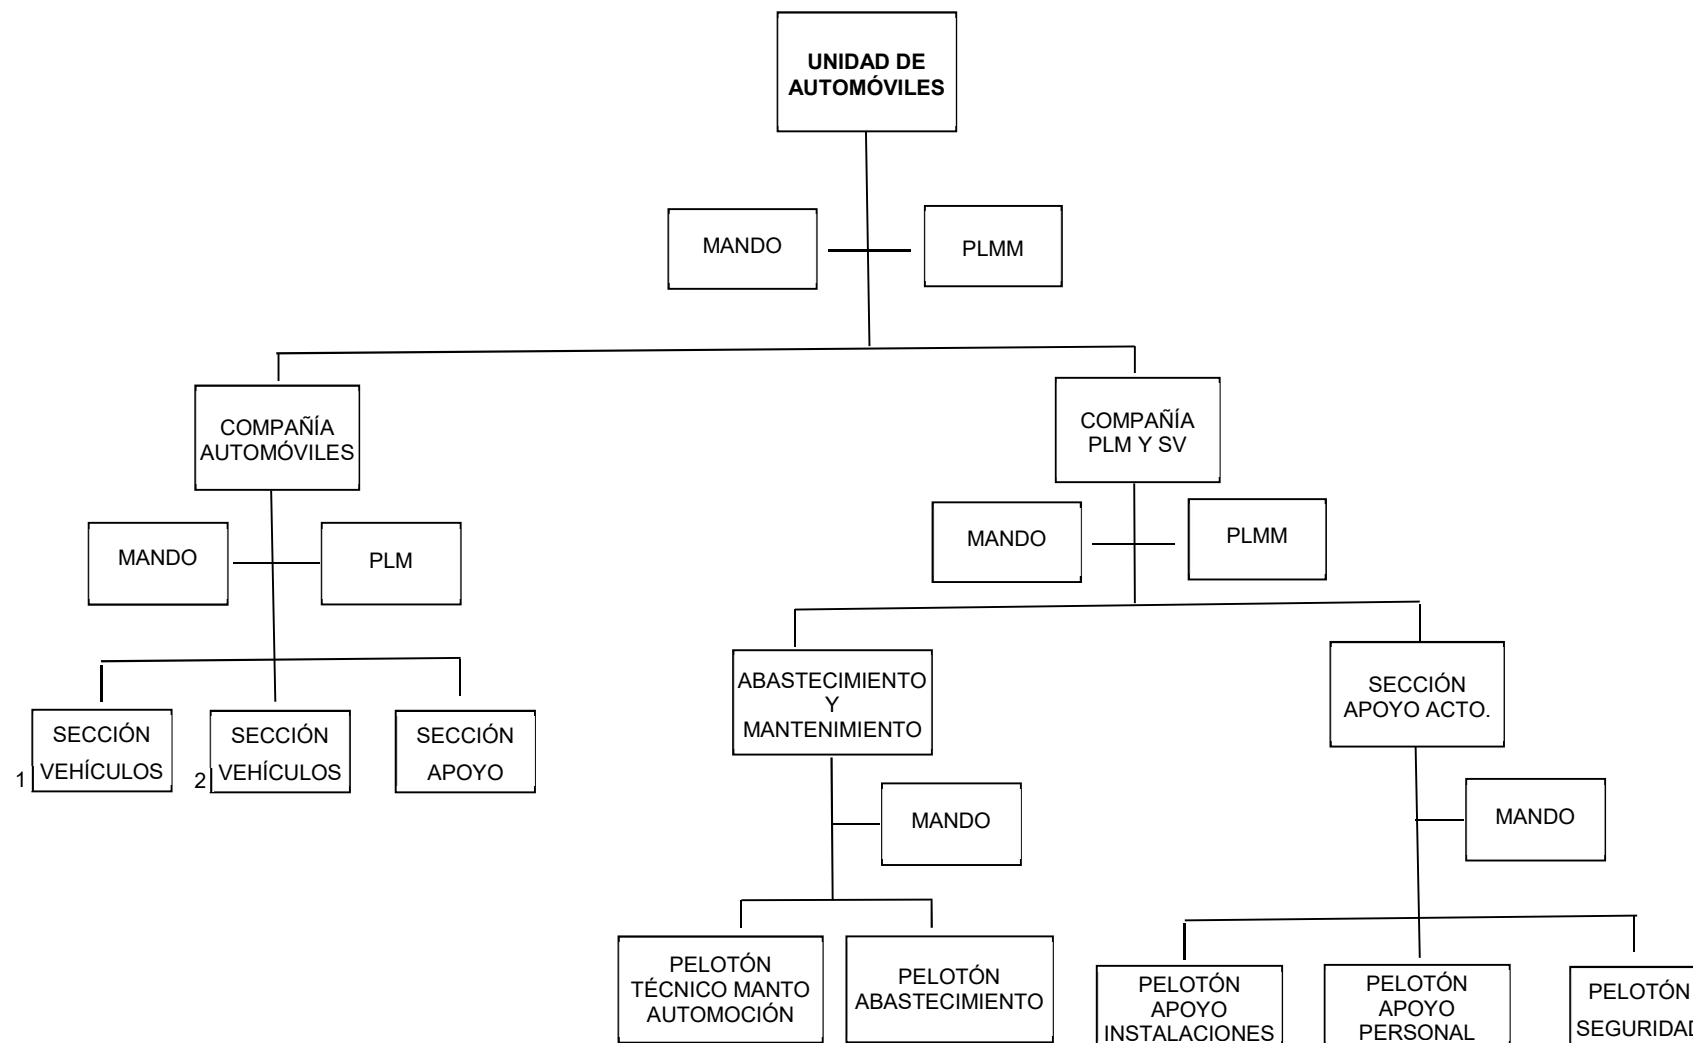 UNIDAD DE
AUTOMÓVILES
MANDO
PLMM
COMPAÑÍA
AUTOMÓVILES
COMPAÑÍA
PLM Y SV
MANDO
PLM
MANDO
PLMM
ABASTECIMIENTO
Y
MANTENIMIENTO
SECCIÓN
APOYO ACTO.
SECCIÓN
1 VEHÍCULOS
SECCIÓN
2 VEHÍCULOS
SECCIÓN
APOYO
MANDO
MANDO
PELOTÓN
TÉCNICO MANTO
AUTOMOCIÓN
PELOTÓN
ABASTECIMIENTO
PELOTÓN
APOYO
INSTALACIONES
PELOTÓN
APOYO
PERSONAL
PELOTÓN
SEGURIDAD